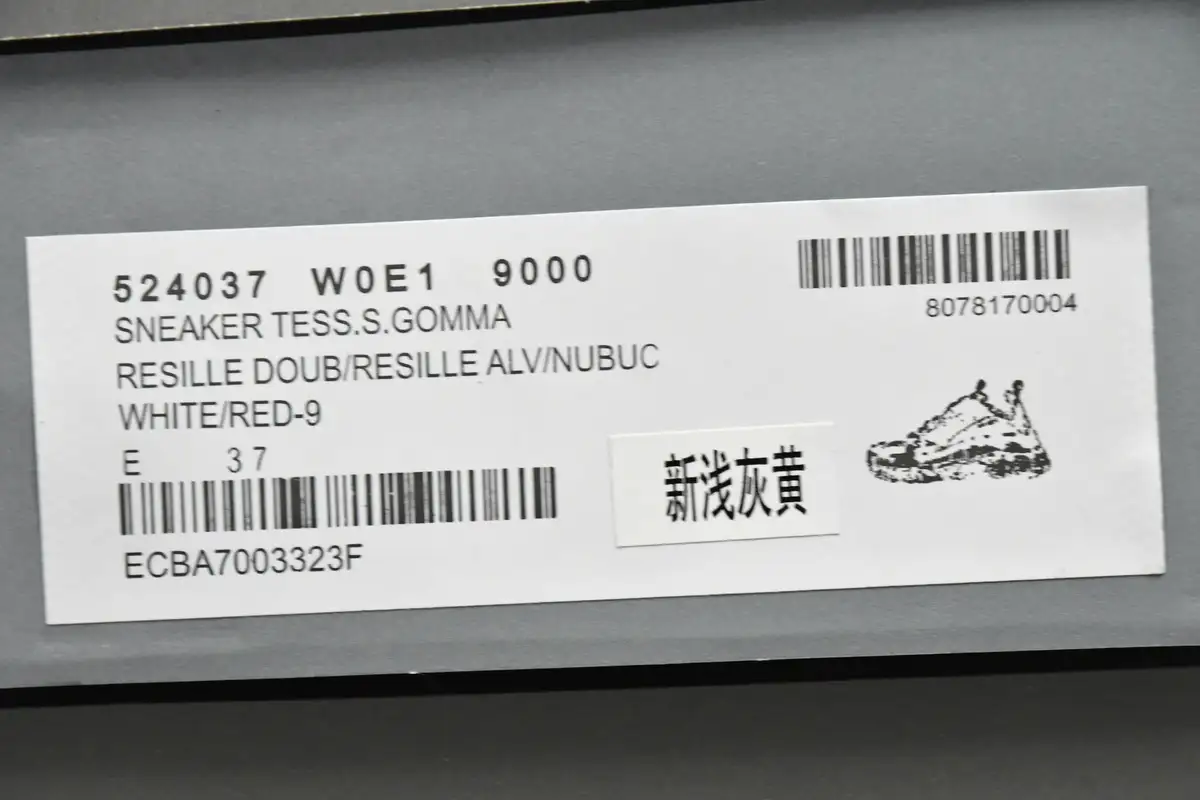 524037 W0E1 9000
SNEAKER TESS.S.GOMMA
RESILLE DOUB/RESILLE ALV/NUBUC
WHITE/RED-9
E 37
ECBA7003323F
8078170004
新浅灰黄